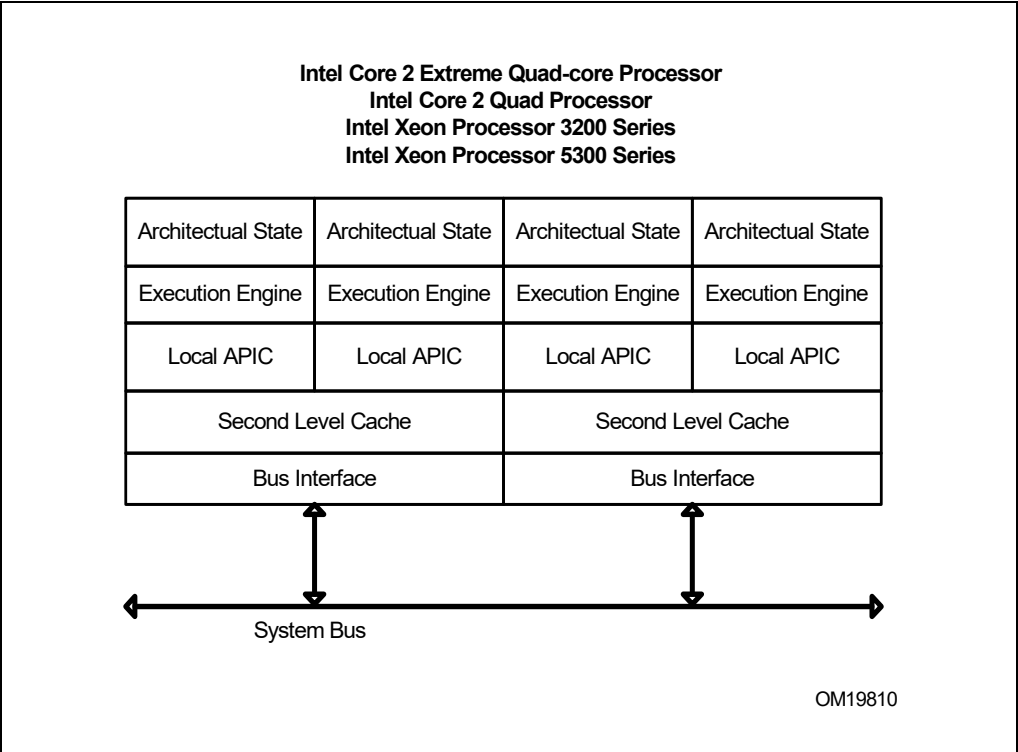 Intel Core 2 Extreme Quad-core Processor
Intel Core 2 Quad Processor
Intel Xeon Processor 3200 Series
Intel Xeon Processor 5300 Series
Architectual State Architectual State Architectual State Architectual State
Execution Engine Execution Engine Execution Engine Execution Engine
Local APIC Local APIC Local APIC Local APIC
Second Level Cache Second Level Cache
Bus Interface Bus Interface
System Bus
OM19810